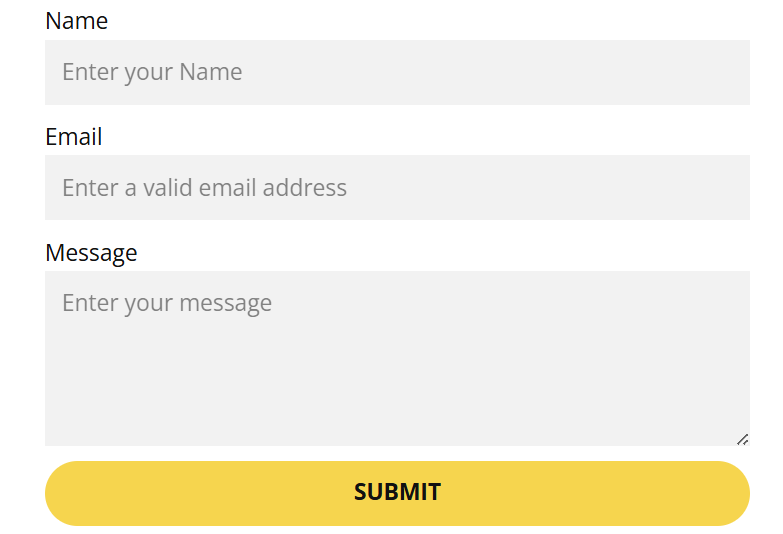 Name
Enter your Name
Email
Enter a valid email address
Message
Enter your message
SUBMIT